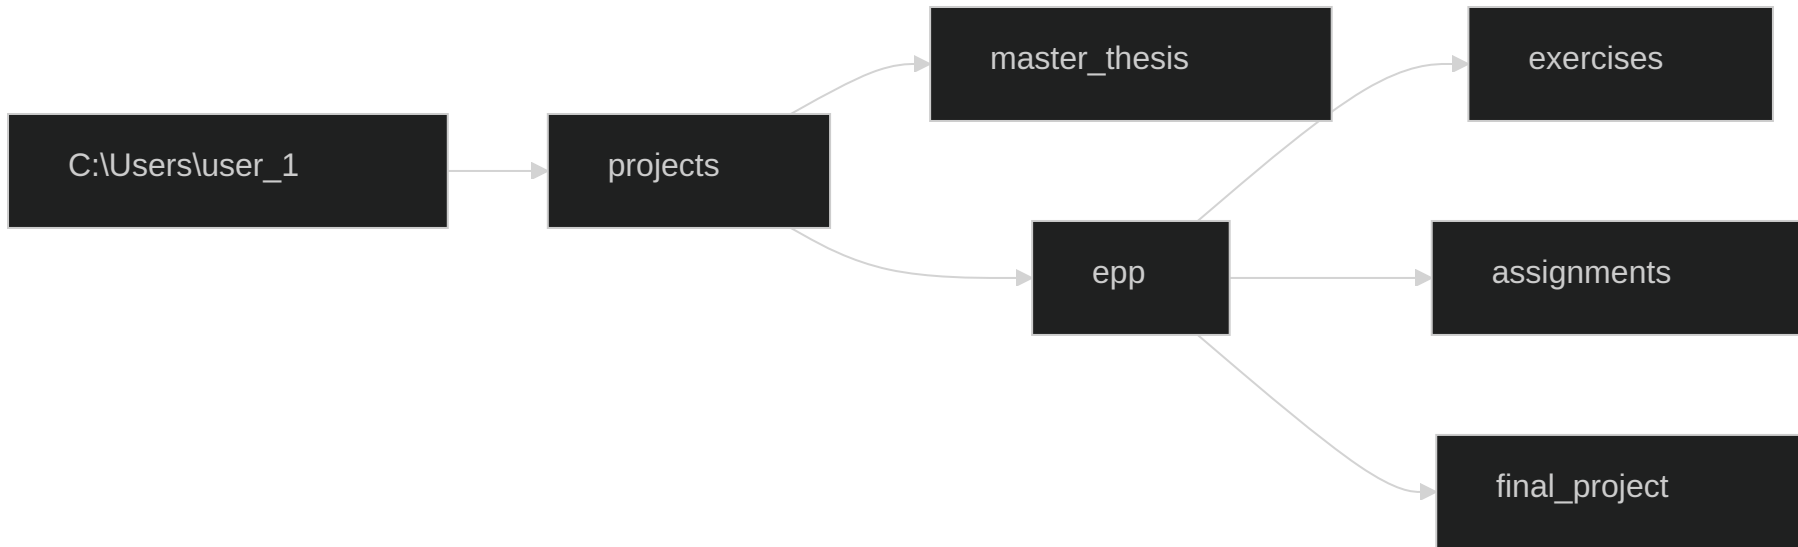 C:\Users\user_1
projects
master_thesis
epp
exercises
assignments
final_project